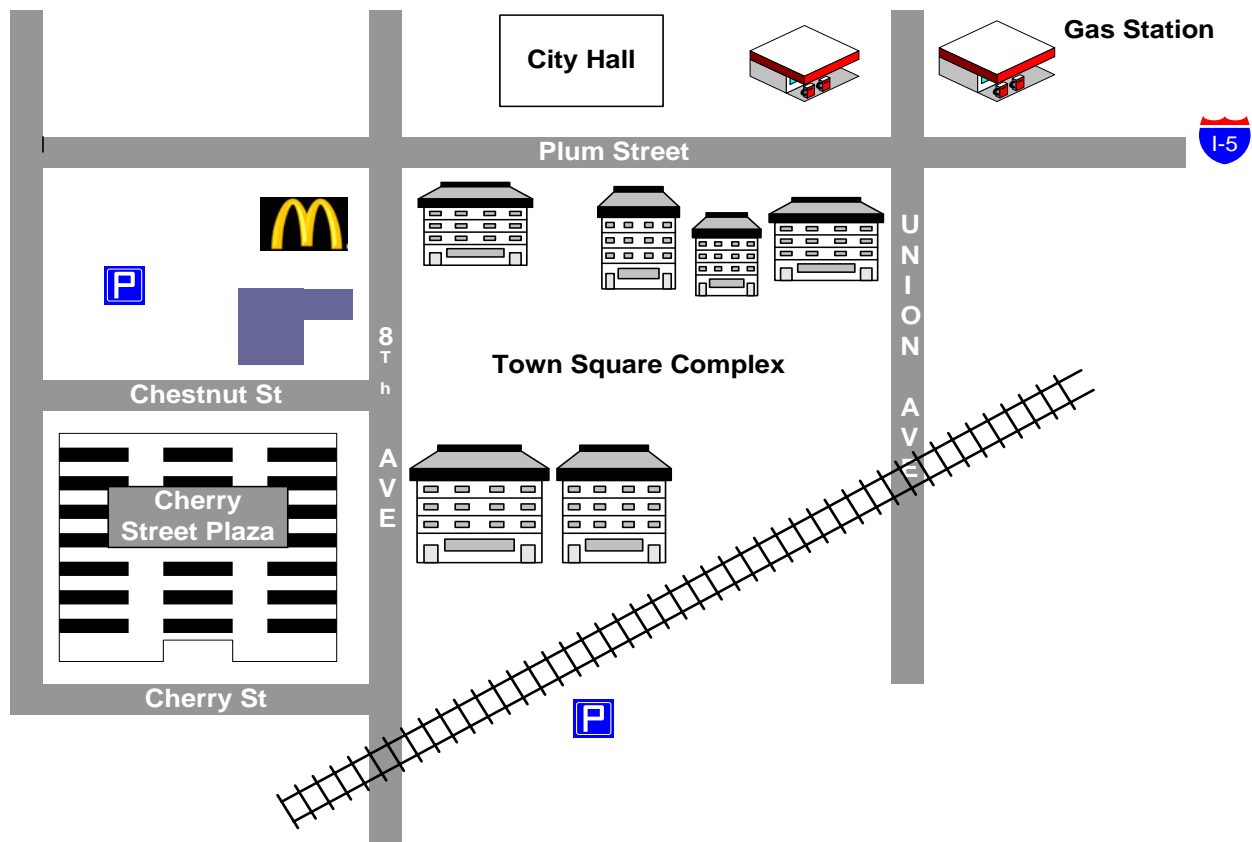 City Hall
Gas Station
Plum Street
I-5
M
P
8Th AVE
UNION AVE
Chestnut St
Town Square Complex
Cherry
Street Plaza
Cherry St
P